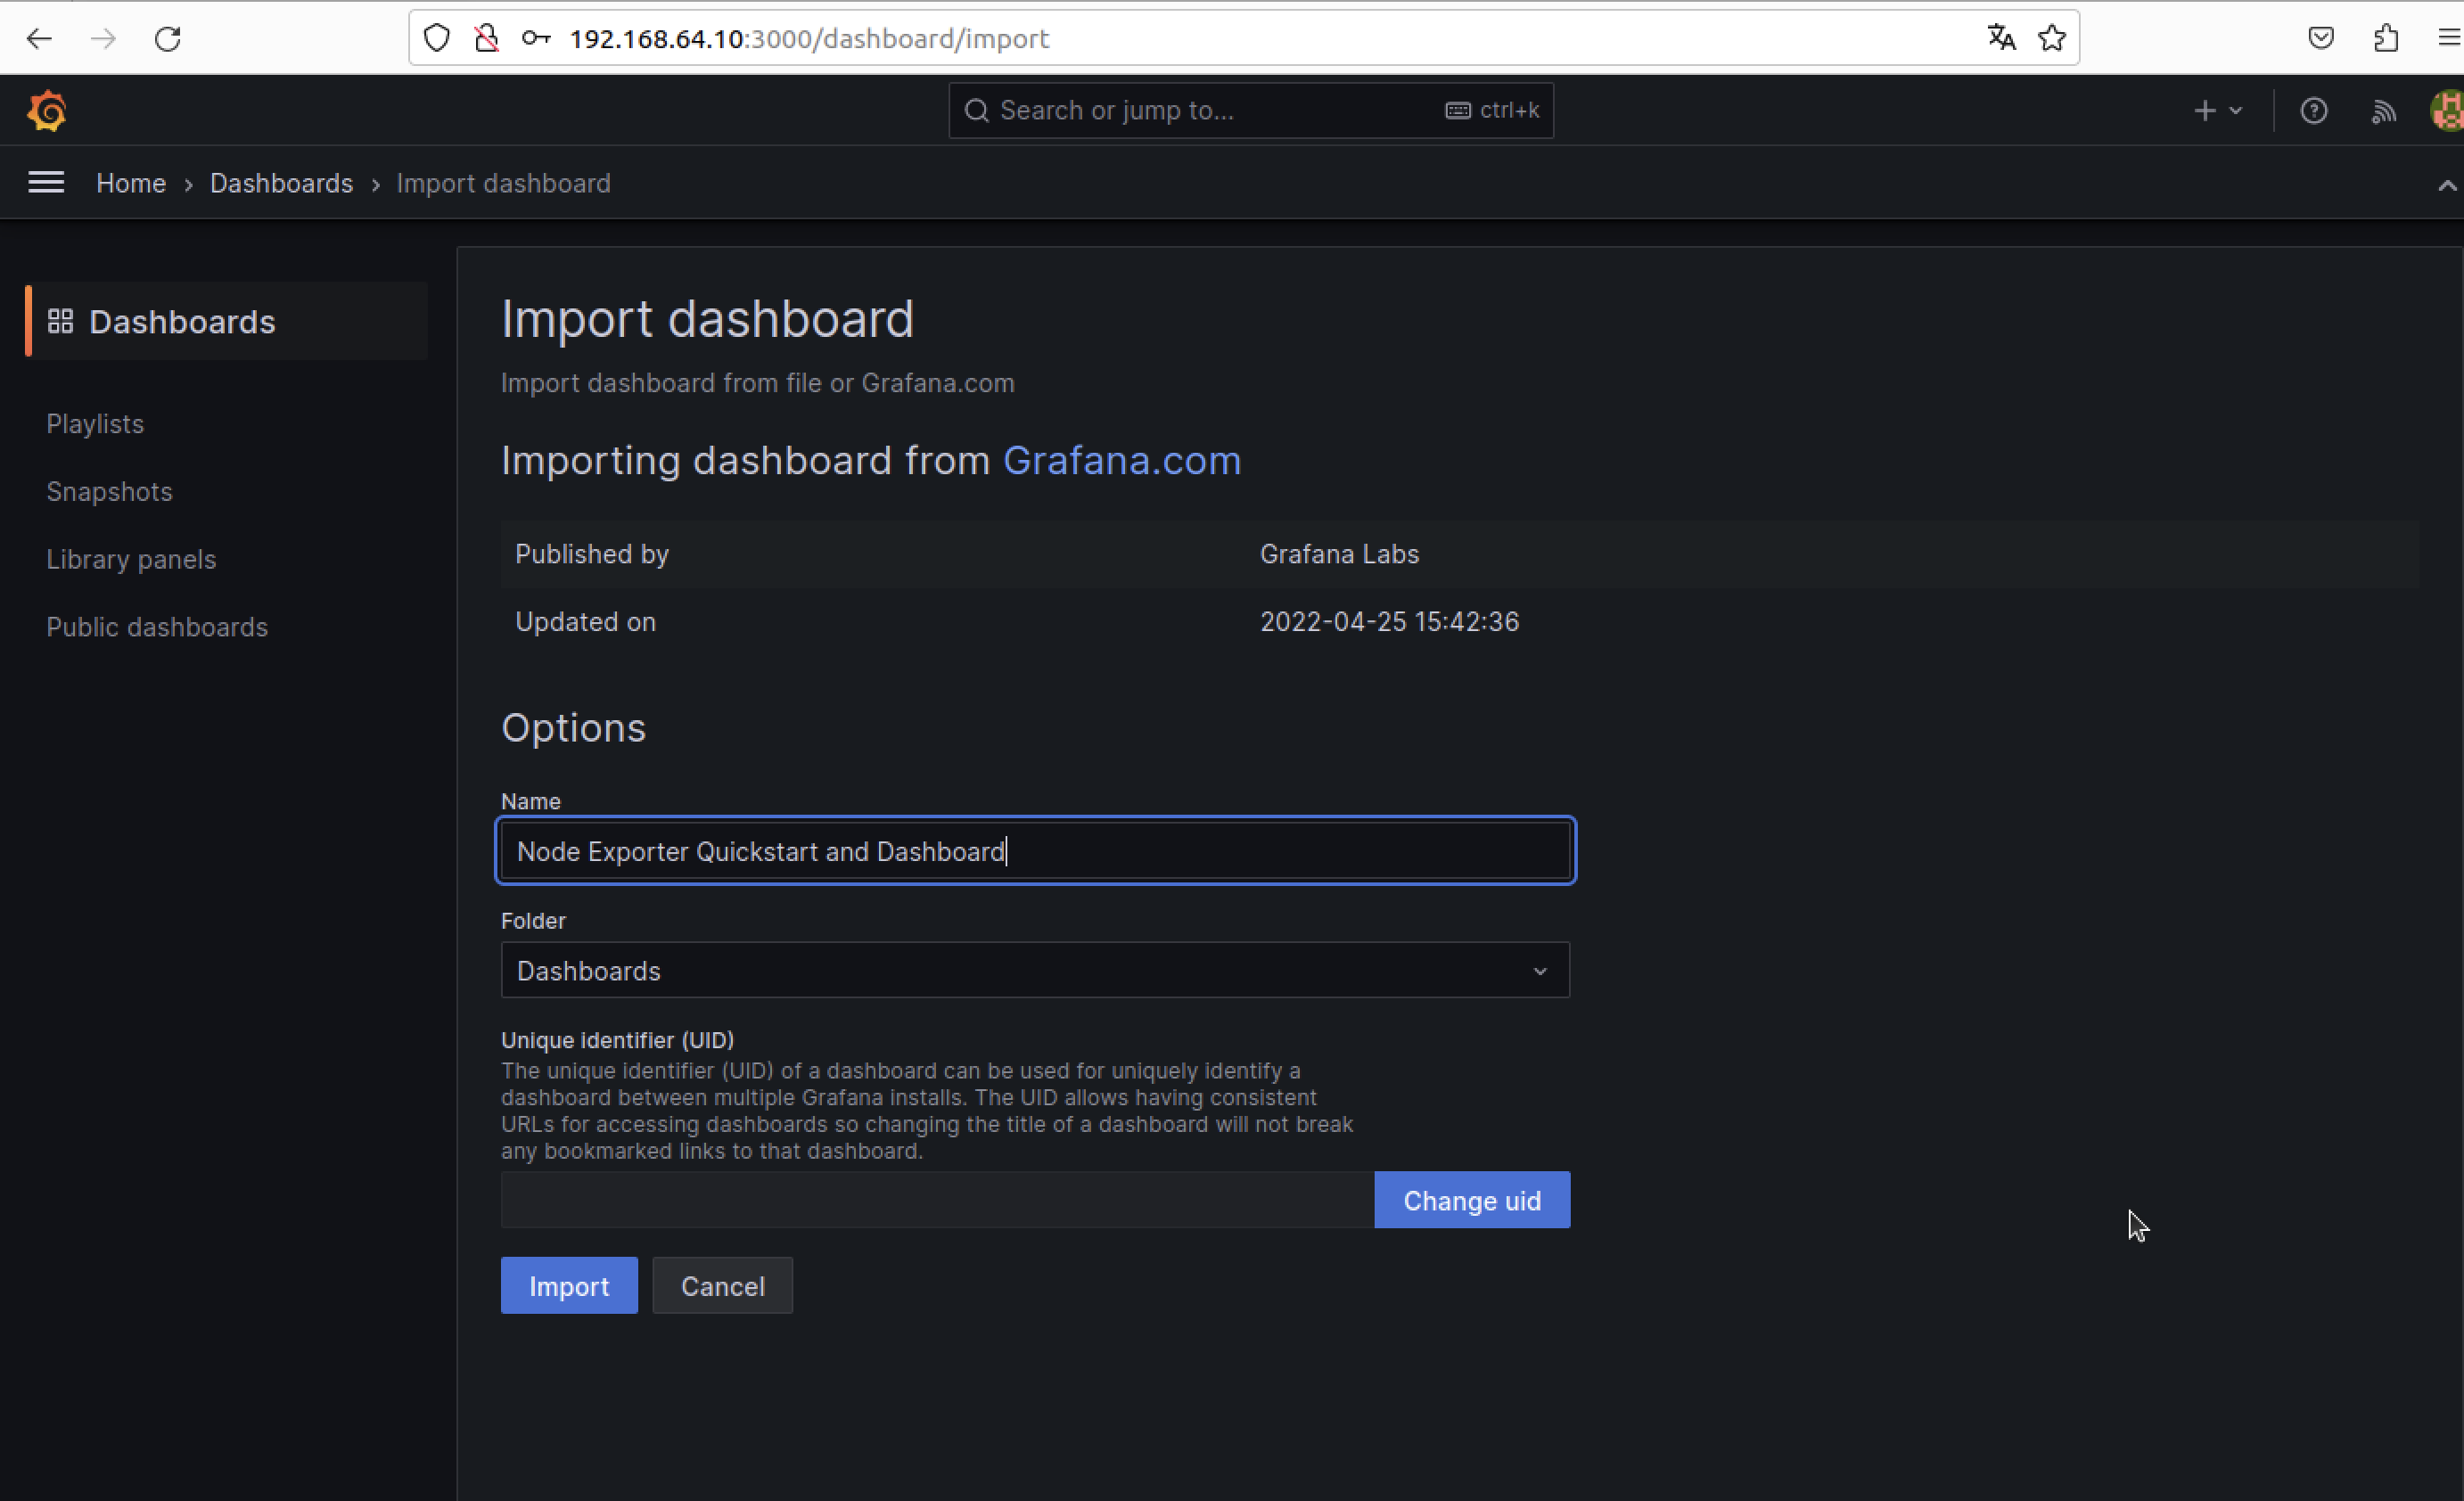 192.168.64.10:3000/dashboard/import
Search or jump to...
ctrl+k
Home › Dashboards › Import dashboard
Dashboards
Playlists
Snapshots
Library panels
Public dashboards
Import dashboard
Import dashboard from file or Grafana.com
Importing dashboard from Grafana.com
Published by Grafana Labs
Updated on 2022-04-25 15:42:36
Options
Name
Node Exporter Quickstart and Dashboard
Folder
Dashboards
Unique identifier (UID)
The unique identifier (UID) of a dashboard can be used for uniquely identify a
dashboard between multiple Grafana installs. The UID allows having consistent
URLs for accessing dashboards so changing the title of a dashboard will not break
any bookmarked links to that dashboard.
Change uid
Import
Cancel